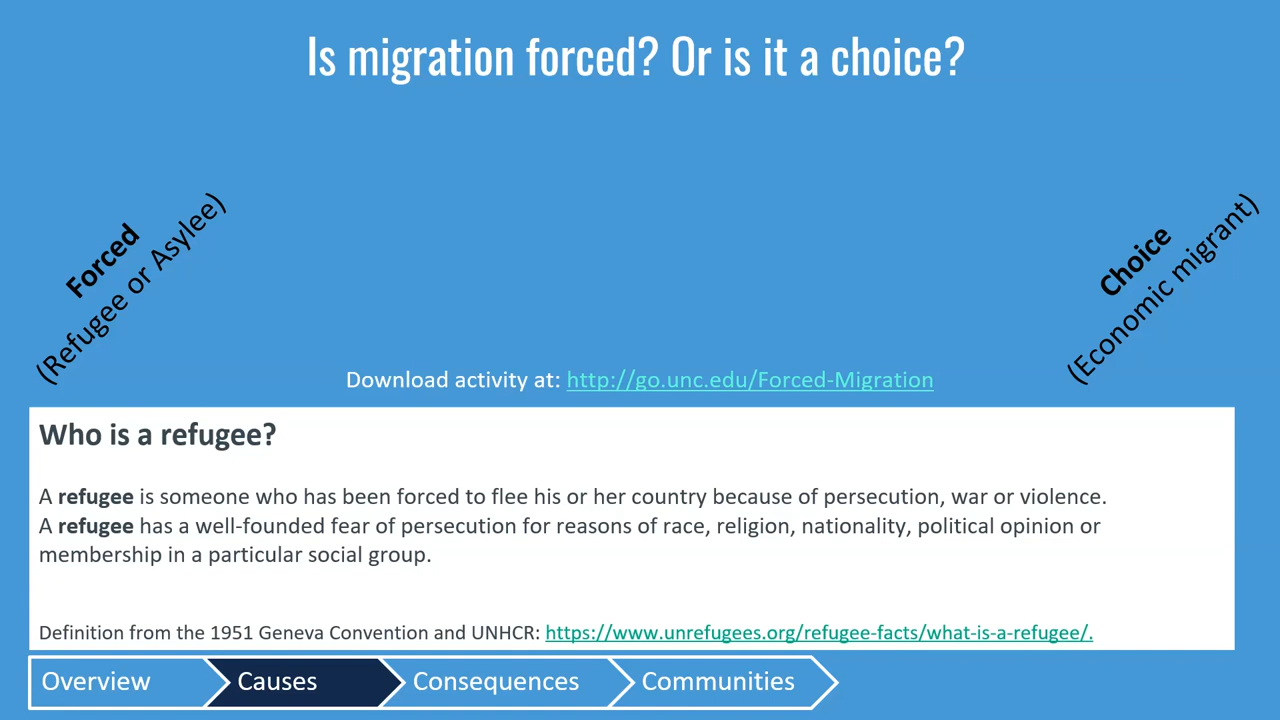 Is migration forced? Or is it a choice?
Forced
(Refugee or Asylee)
Choice
(Economic migrant)
Download activity at: http://go.unc.edu/Forced-Migration
Who is a refugee?
A refugee is someone who has been forced to flee his or her country because of persecution, war or violence.
A refugee has a well-founded fear of persecution for reasons of race, religion, nationality, political opinion or
membership in a particular social group.
Definition from the 1951 Geneva Convention and UNHCR: https://www.unrefugees.org/refugee-facts/what-is-a-refugee/.
Overview Causes Consequences Communities